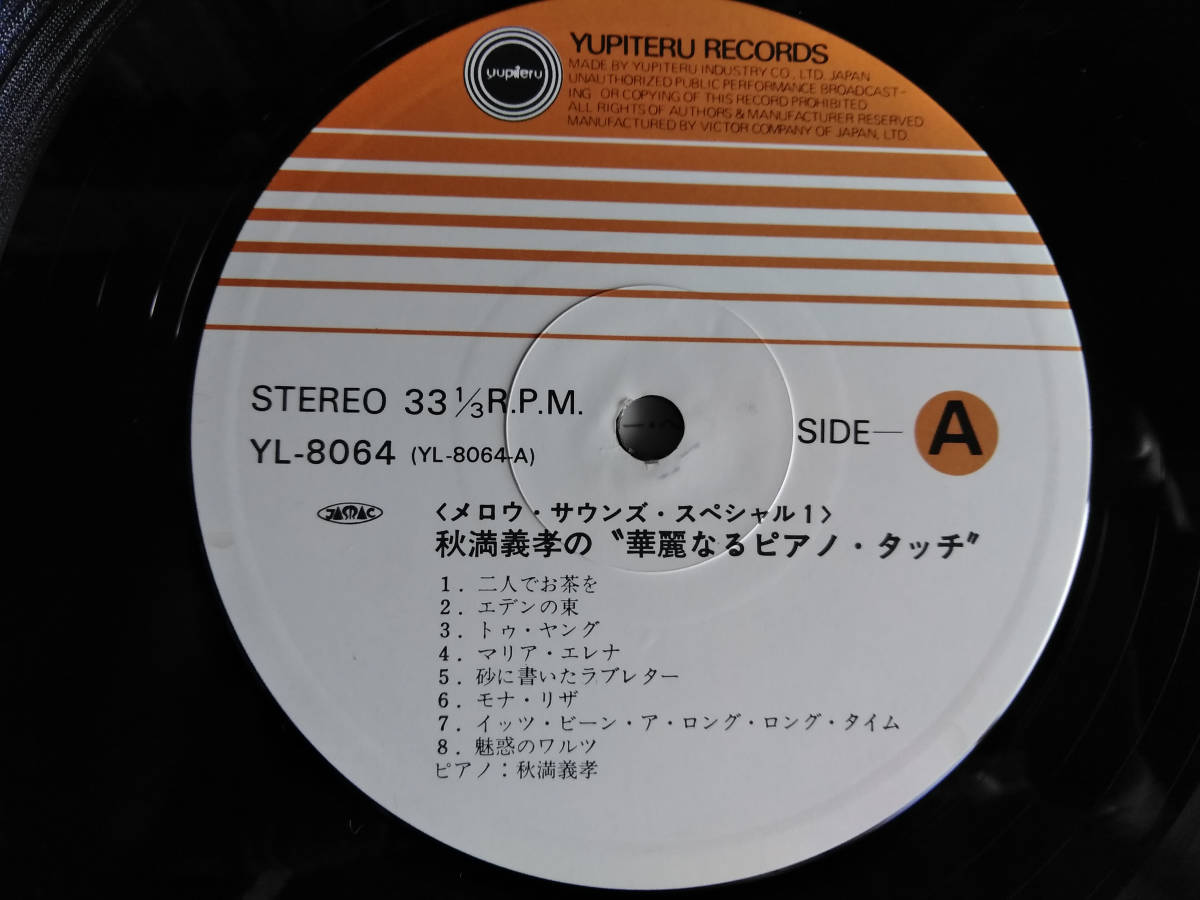 yupiteru
YUPITERU RECORDS
MADE BY YUPITERU INDUSTRY CO., LTD. JAPAN
UNAUTHORIZED PUBLIC PERFORMANCE BROADCAST-
ING OR COPYING OF THIS RECORD PROHIBITED
ALL RIGHTS OF AUTHORS & MANUFACTURER RESERVED
MANUFACTURED BY VICTOR COMPANY OF JAPAN, LTD.
STEREO 33 1/3 R.P.M.
YL-8064 (YL-8064-A)
SIDE— A
JASRAC
〈メロウ・サウンズ・スペシャル1〉
秋満義孝の〝華麗なるピアノ・タッチ〞
1. 二人でお茶を
2. エデンの東
3. トゥ・ヤング
4. マリア・エレナ
5. 砂に書いたラブレター
6. モナ・リザ
7. イッツ・ビーン・ア・ロング・ロング・タイム
8. 魅惑のワルツ
ピアノ：秋満義孝